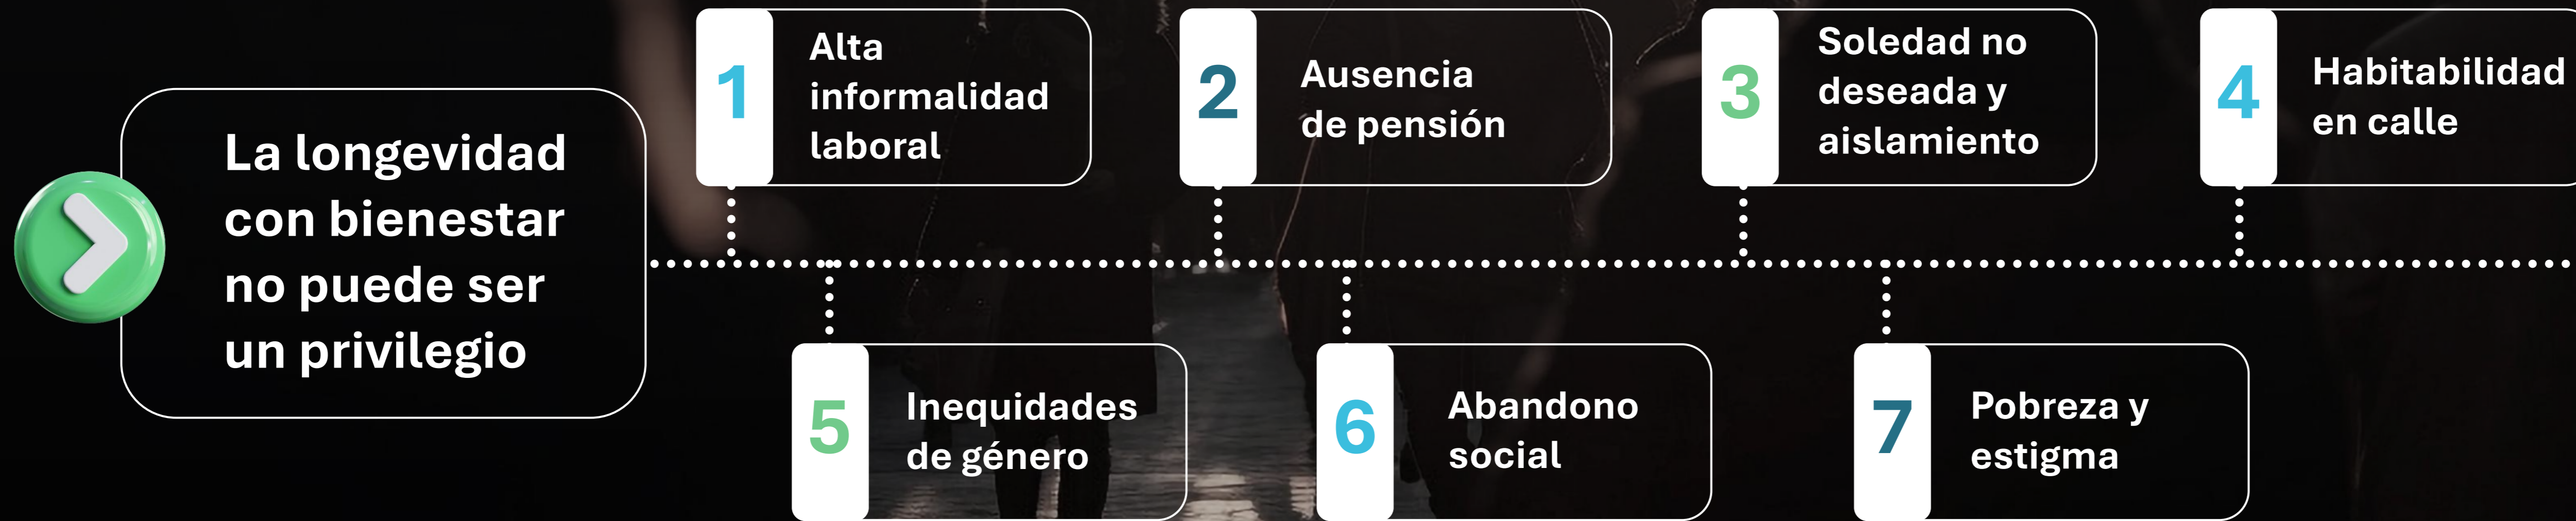 La longevidad
con bienestar
no puede ser
un privilegio
1
Alta
informalidad
laboral
2
Ausencia
de pensión
3
Soledad no
deseada y
aislamiento
4
Habitabilidad
en calle
5
Inequidades
de género
6
Abandono
social
7
Pobreza y
estigma